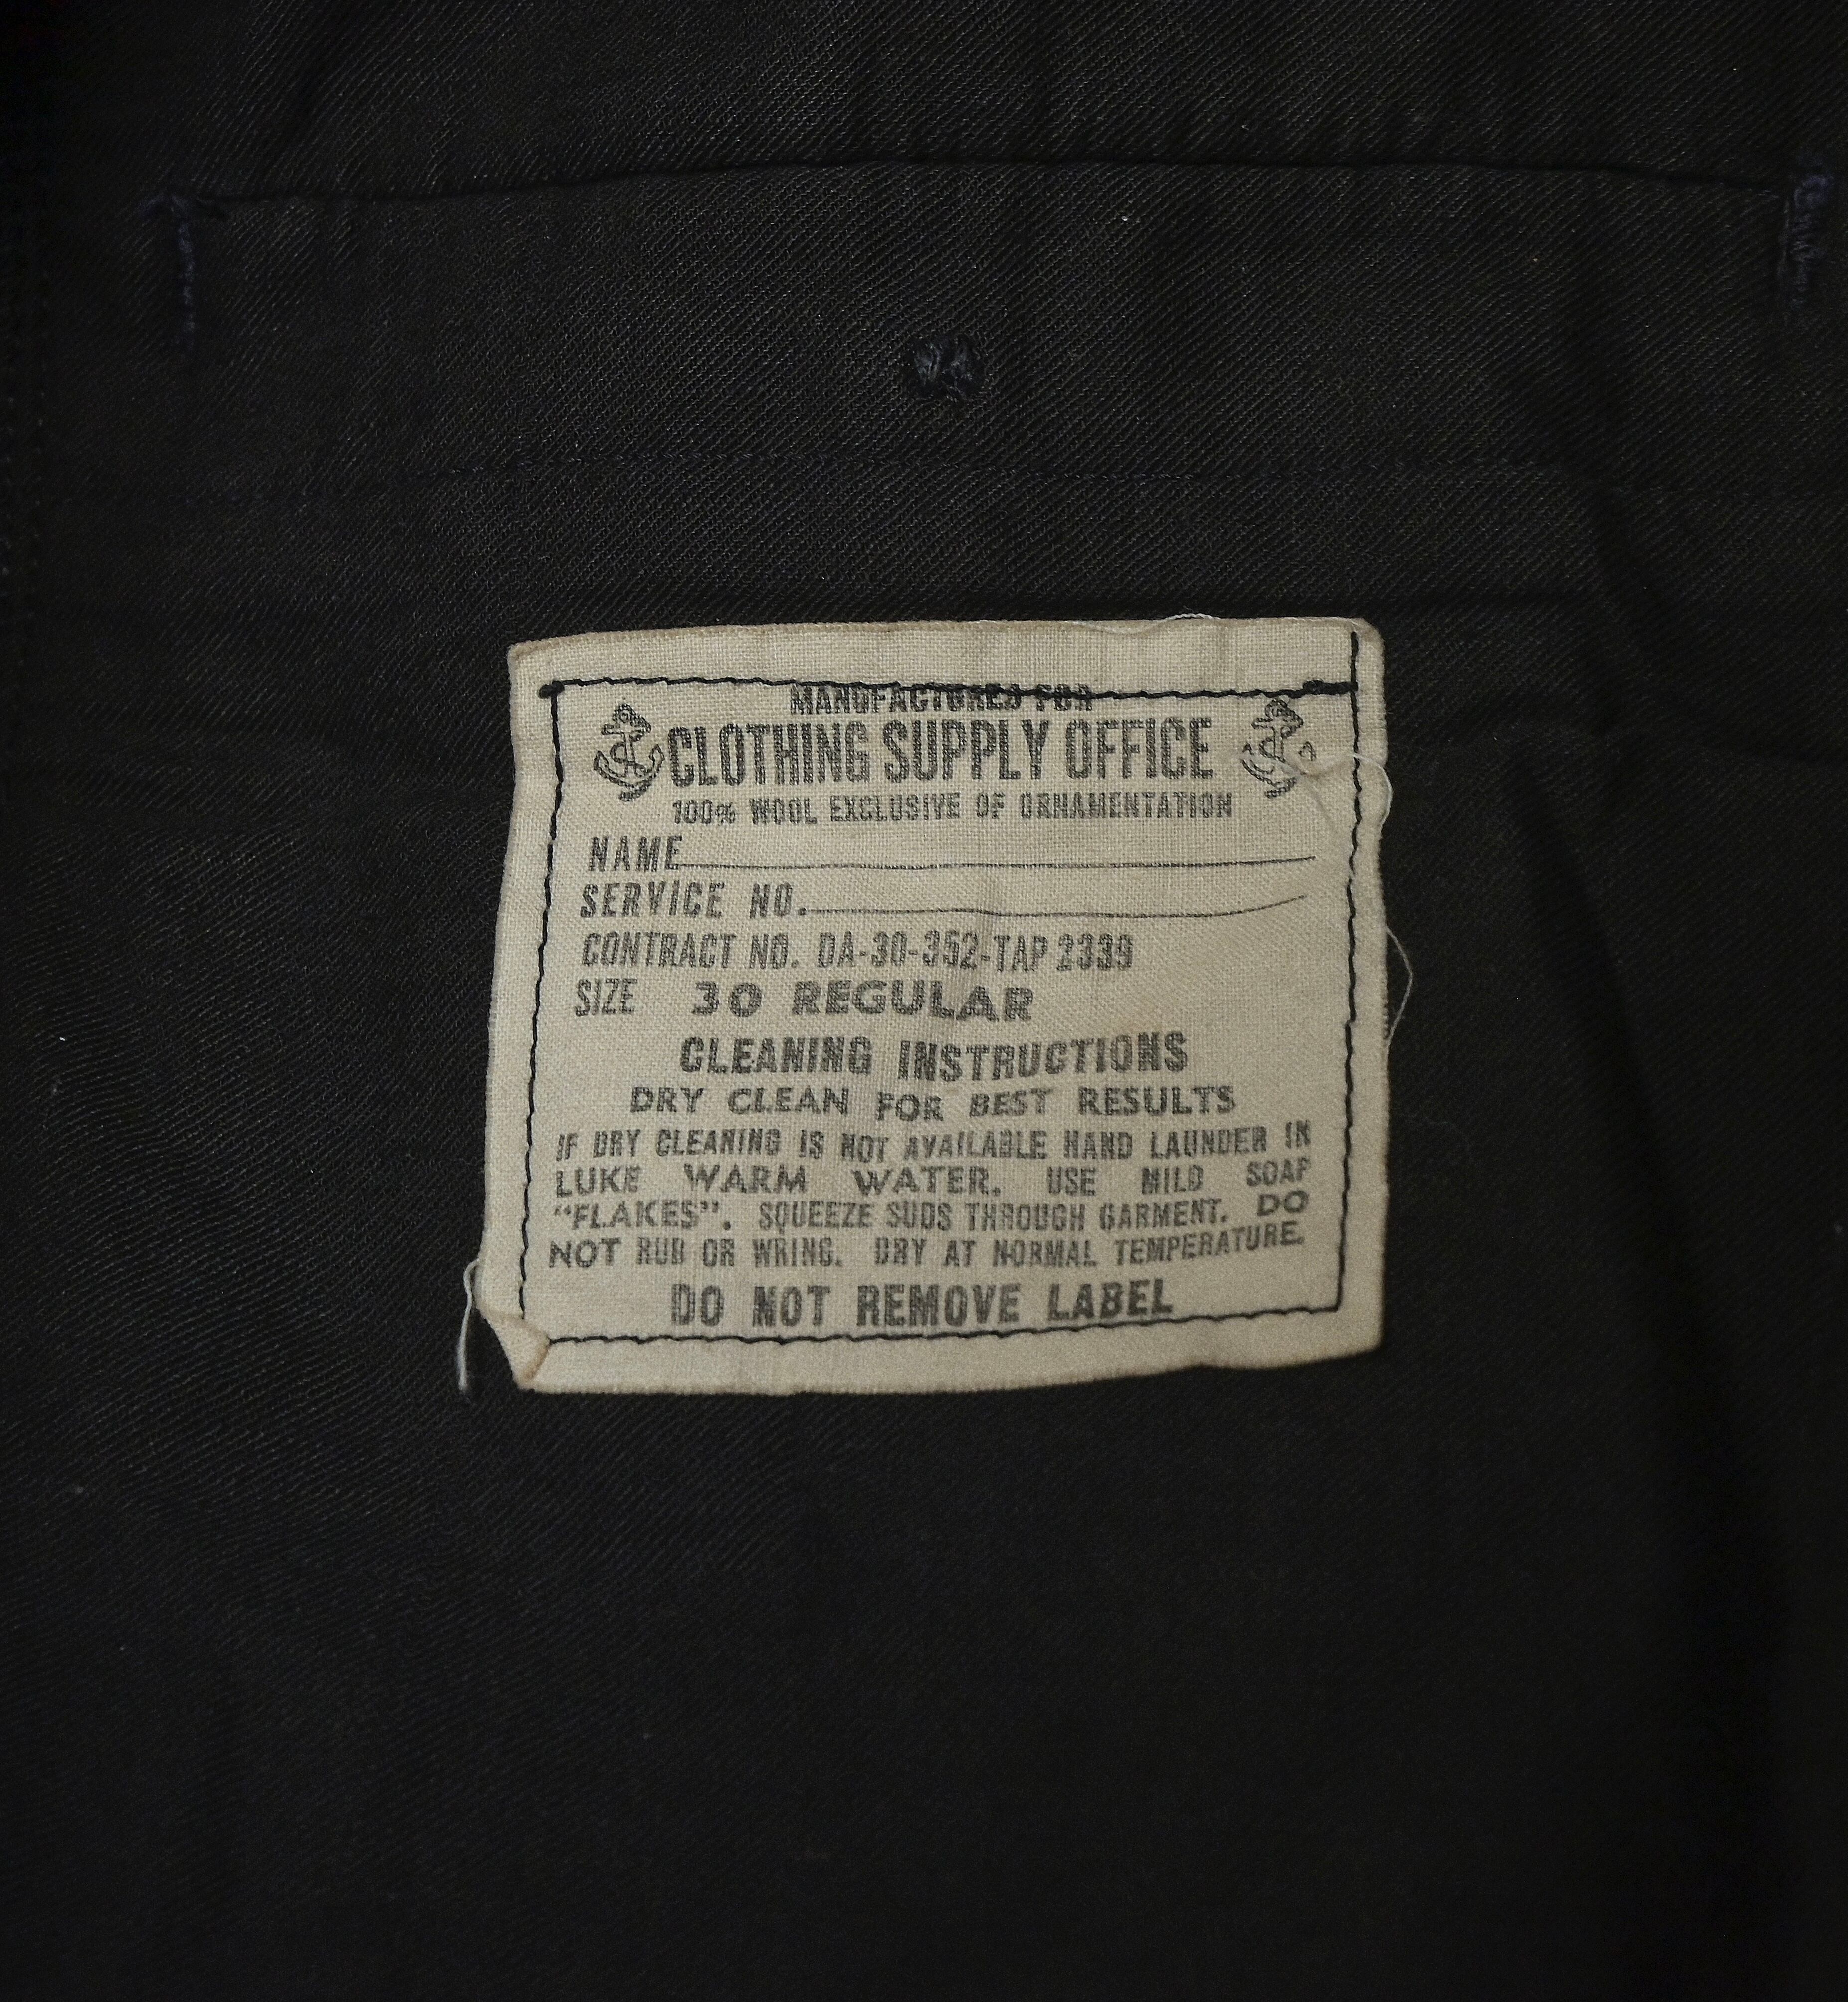 MANUFACTURED FOR
CLOTHING SUPPLY OFFICE
100% WOOL EXCLUSIVE OF ORNAMENTATION
NAME
SERVICE NO.
CONTRACT NO. DA-30-352-TAP 2339
SIZE 30 REGULAR
CLEANING INSTRUCTIONS
DRY CLEAN FOR BEST RESULTS
IF DRY CLEANING IS NOT AVAILABLE HAND LAUNDER IN
LUKE WARM WATER. USE MILD SOAP
"FLAKES". SQUEEZE SUDS THROUGH GARMENT. DO
NOT RUB OR WRING. DRY AT NORMAL TEMPERATURE.
DO NOT REMOVE LABEL